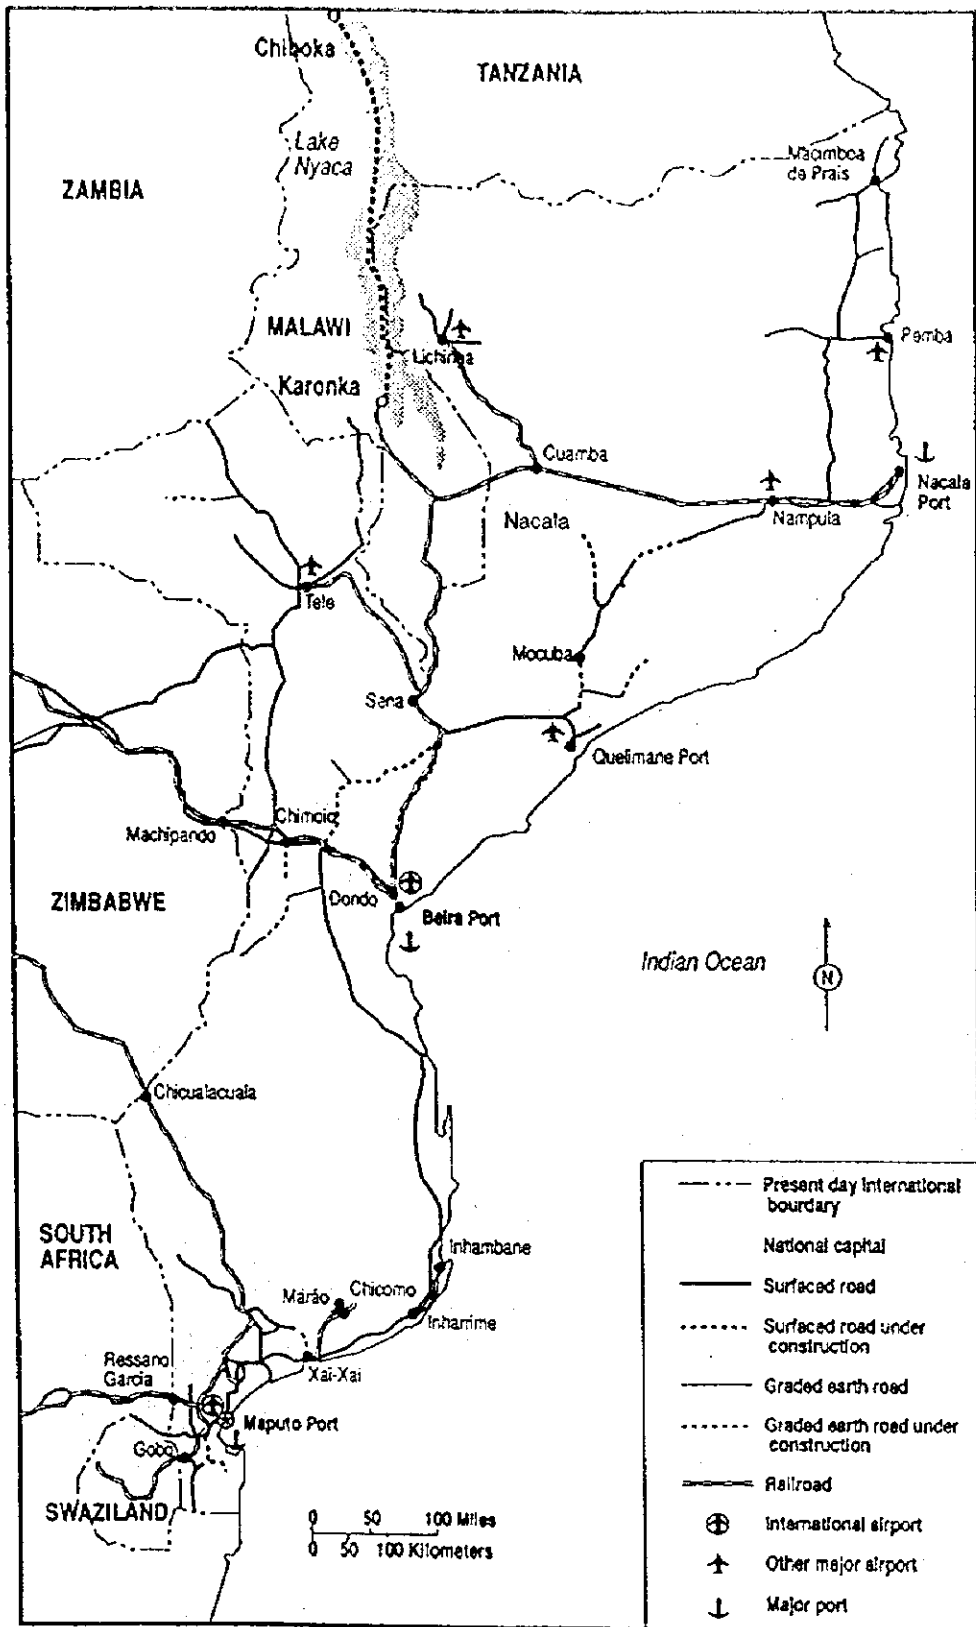 Chiboka
TANZANIA
Lake
Nyaca
Macimboa
de Prais
ZAMBIA
MALAWI
Lichinga
Pemba
Karonka
Cuamba
Nacala
Port
Nampula
Nacala
Tele
Mocuba
Sena
Quelimane Port
Chimoio
Machipando
ZIMBABWE
Dondo
Beira Port
Indian Ocean
N
Chicualacuala
SOUTH
AFRICA
Inhambane
Marão
Chicomo
Inharrime
Ressano
Garcia
Xai-Xai
Maputo Port
Goba
SWAZILAND
0 50 100 Miles
0 50 100 Kilometers
Present day International
boundary
National capital
Surfaced road
Surfaced road under
construction
Graded earth road
Graded earth road under
construction
Railroad
International airport
Other major airport
Major port